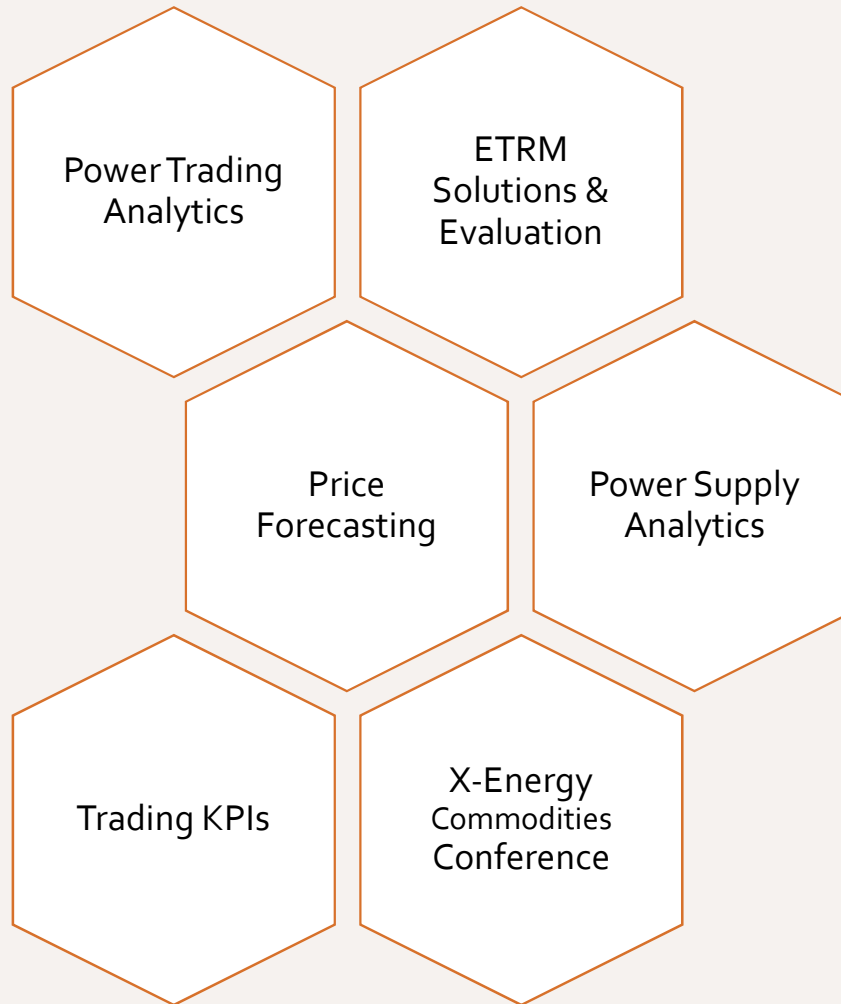 Power Trading
Analytics
ETRM
Solutions &
Evaluation
Price
Forecasting
Power Supply
Analytics
Trading KPIs
X-Energy
Commodities
Conference